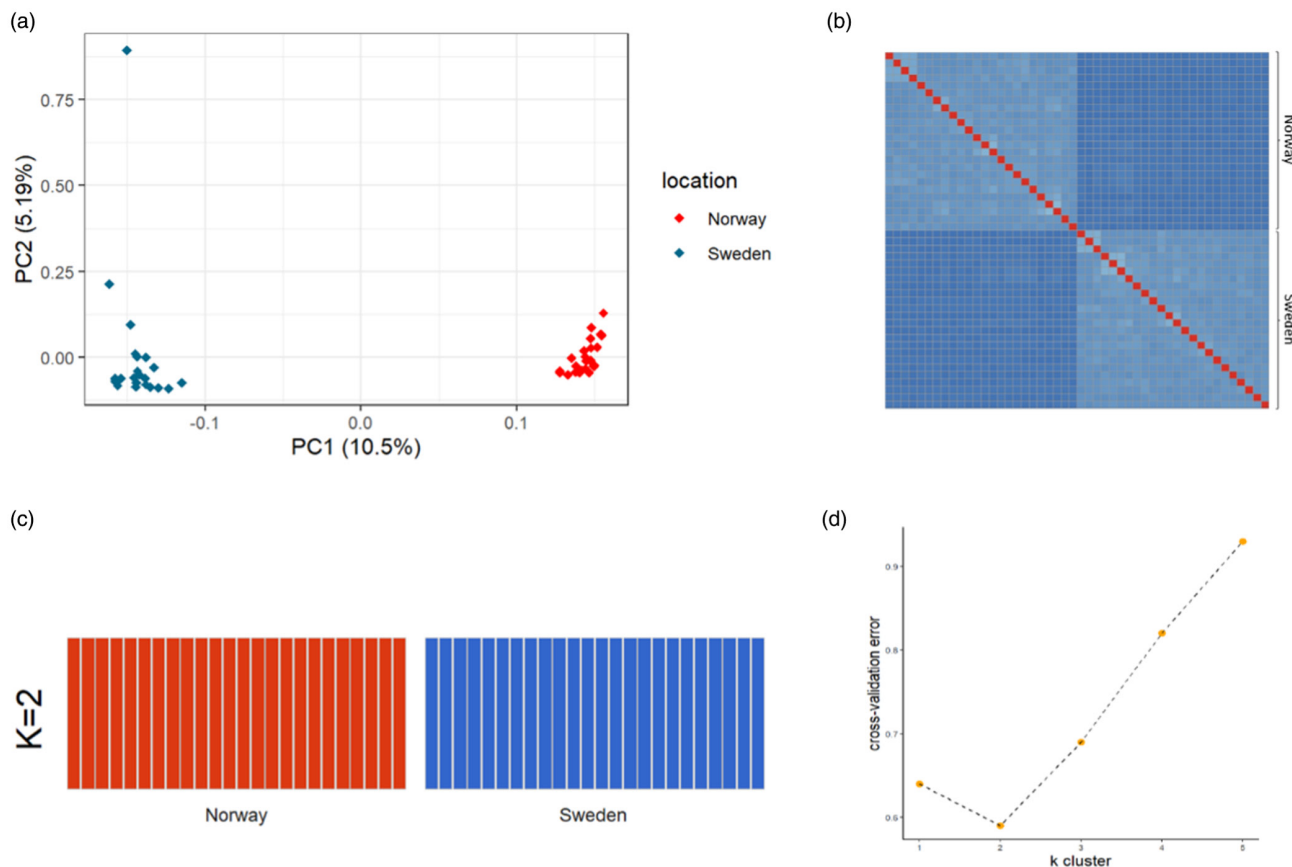 (a)
0.75
0.50
0.25
0.00
PC2 (5.19%)
-0.1
0.0
0.1
PC1 (10.5%)
location
Norway
Sweden
(b)
Norway
Sweden
(c)
K=2
Norway
Sweden
(d)
0.9
0.8
0.7
0.6
cross-validation error
1
2
3
4
5
k cluster